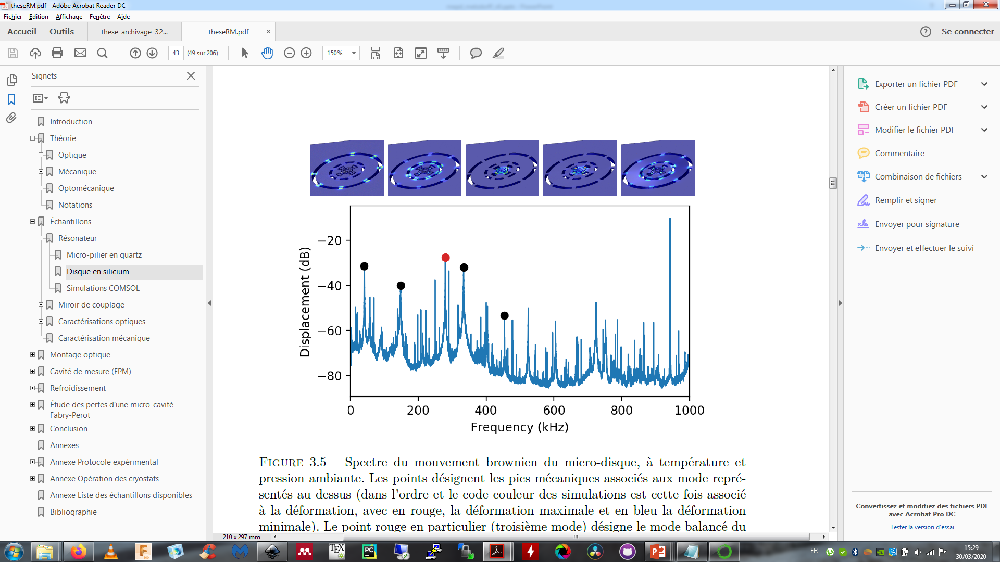 theseRM.pdf - Adobe Acrobat Reader DC
Fichier Edition Affichage Fenêtre Aide
Accueil Outils these_archivage_32... theseRM.pdf Se connecter
43 (49 sur 206) 150%
Signets
Introduction
Théorie
Optique
Mécanique
Optomécanique
Notations
Échantillons
Résonateur
Micro-pilier en quartz
Disque en silicium
Simulations COMSOL
Miroir de couplage
Caractérisations optiques
Caractérisation mécanique
Montage optique
Cavité de mesure (FPM)
Refroidissement
Étude des pertes d'une micro-cavité
Fabry-Perot
Conclusion
Annexes
Annexe Protocole expérimental
Annexe Opération des cryostats
Annexe Liste des échantillons disponibles
Bibliographie
−20
−40
−60
−80
Displacement (dB)
0 200 400 600 800 1000
Frequency (kHz)
FIGURE 3.5 – Spectre du mouvement brownien du micro-disque, à température et
pression ambiante. Les points désignent les pics mécaniques associés aux mode repré-
sentés au dessus (dans l'ordre et le code couleur des simulations est cette fois associé
à la déformation, avec en rouge, la déformation maximale et en bleu la déformation
minimale). Le point rouge en particulier (troisième mode) désigne le mode balancé du
210 x 297 mm
Exporter un fichier PDF
Créer un fichier PDF
Modifier le fichier PDF
Commentaire
Combinaison de fichiers
Remplir et signer
Envoyer pour signature
Envoyer et effectuer le suivi
Convertissez et modifiez des fichiers PDF
avec Acrobat Pro DC
Tester la version d'essai
FR
15:29
30/03/2020